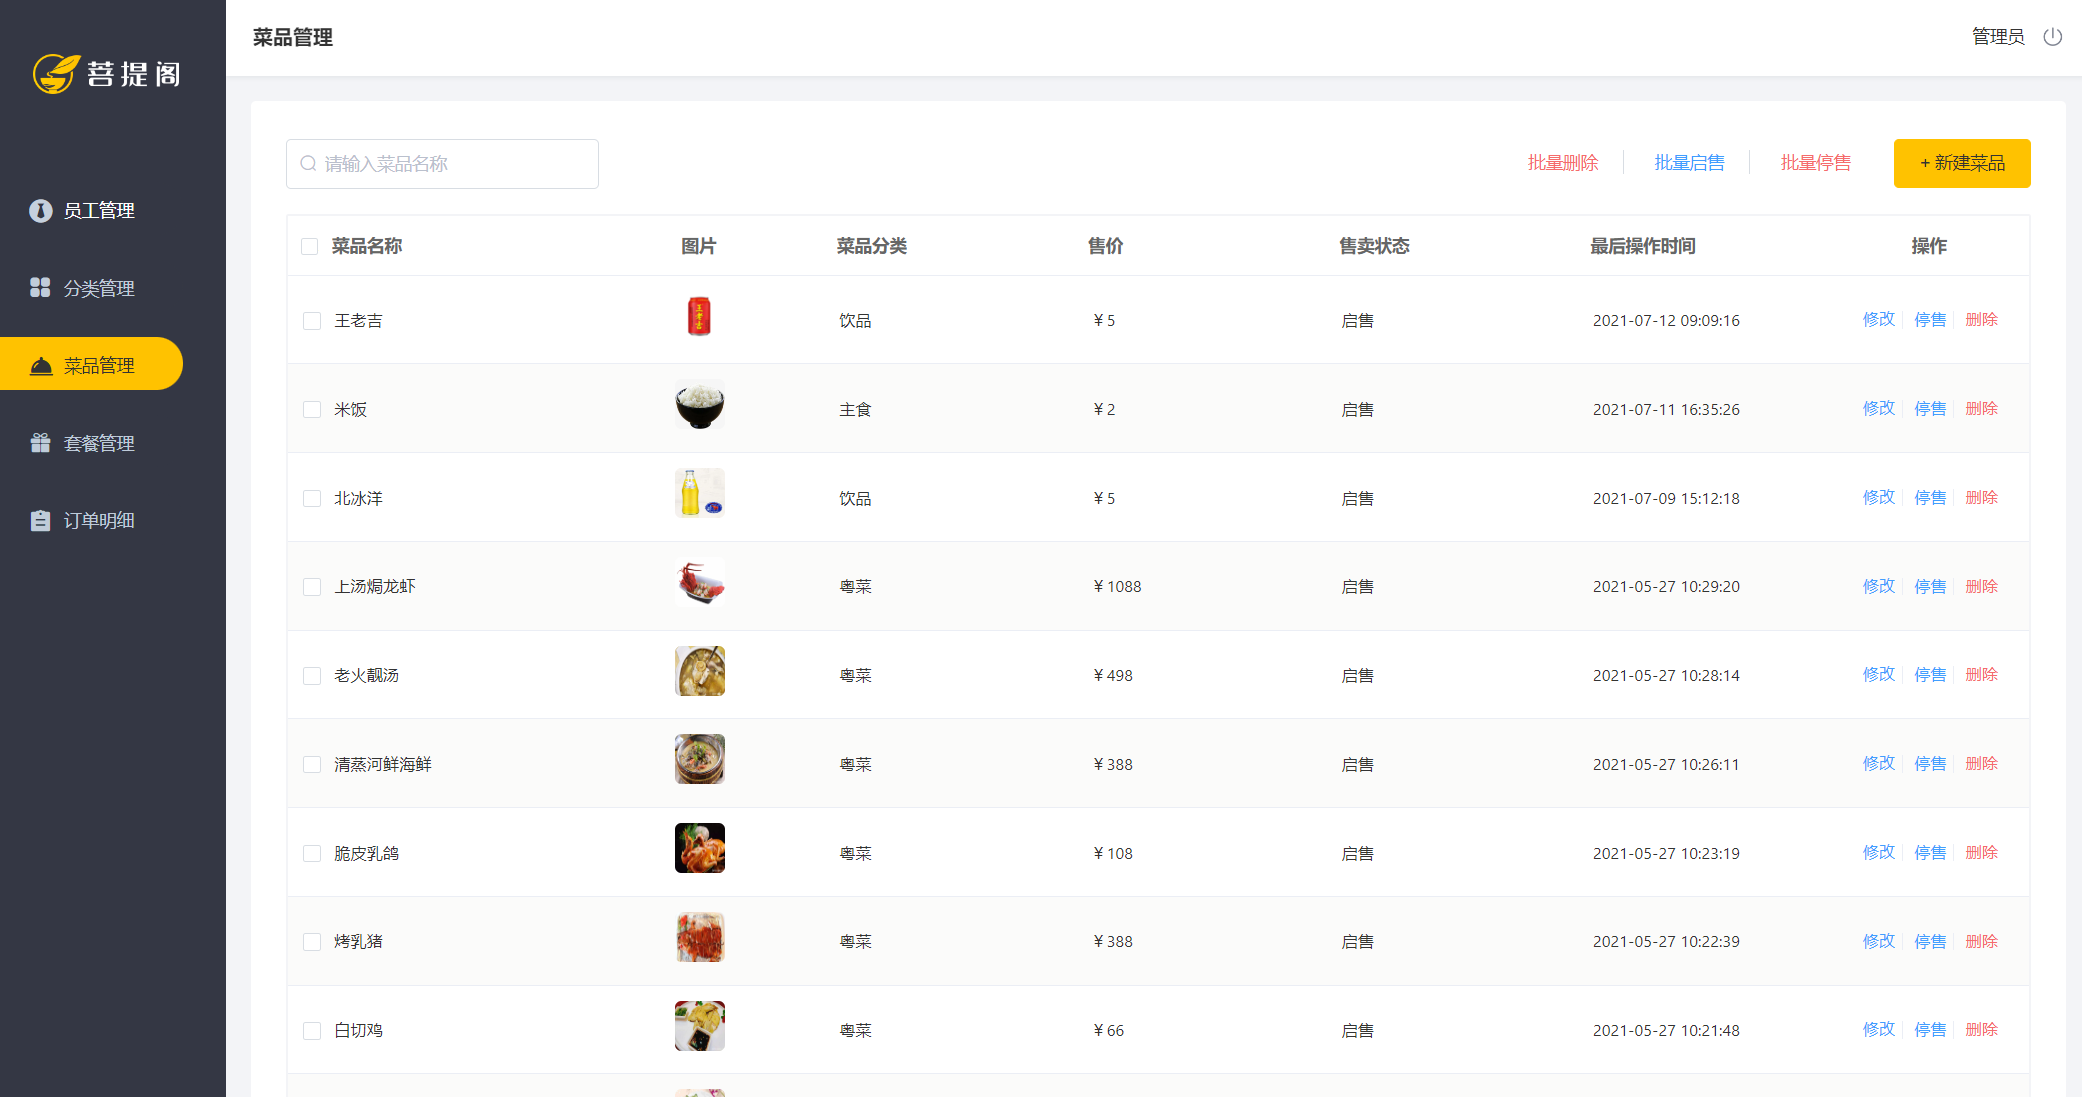 菩提阁
员工管理
分类管理
菜品管理
套餐管理
订单明细
菜品管理
管理员
请输入菜品名称
批量删除 批量启售 批量停售 + 新建菜品
菜品名称 图片 菜品分类 售价 售卖状态 最后操作时间 操作
王老吉 王老吉 饮品 ¥ 5 启售 2021-07-12 09:09:16 修改 停售 删除
米饭 主食 ¥ 2 启售 2021-07-11 16:35:26 修改 停售 删除
北冰洋 饮品 ¥ 5 启售 2021-07-09 15:12:18 修改 停售 删除
上汤焗龙虾 粤菜 ¥ 1088 启售 2021-05-27 10:29:20 修改 停售 删除
老火靓汤 粤菜 ¥ 498 启售 2021-05-27 10:28:14 修改 停售 删除
清蒸河鲜海鲜 粤菜 ¥ 388 启售 2021-05-27 10:26:11 修改 停售 删除
脆皮乳鸽 粤菜 ¥ 108 启售 2021-05-27 10:23:19 修改 停售 删除
烤乳猪 粤菜 ¥ 388 启售 2021-05-27 10:22:39 修改 停售 删除
白切鸡 粤菜 ¥ 66 启售 2021-05-27 10:21:48 修改 停售 删除